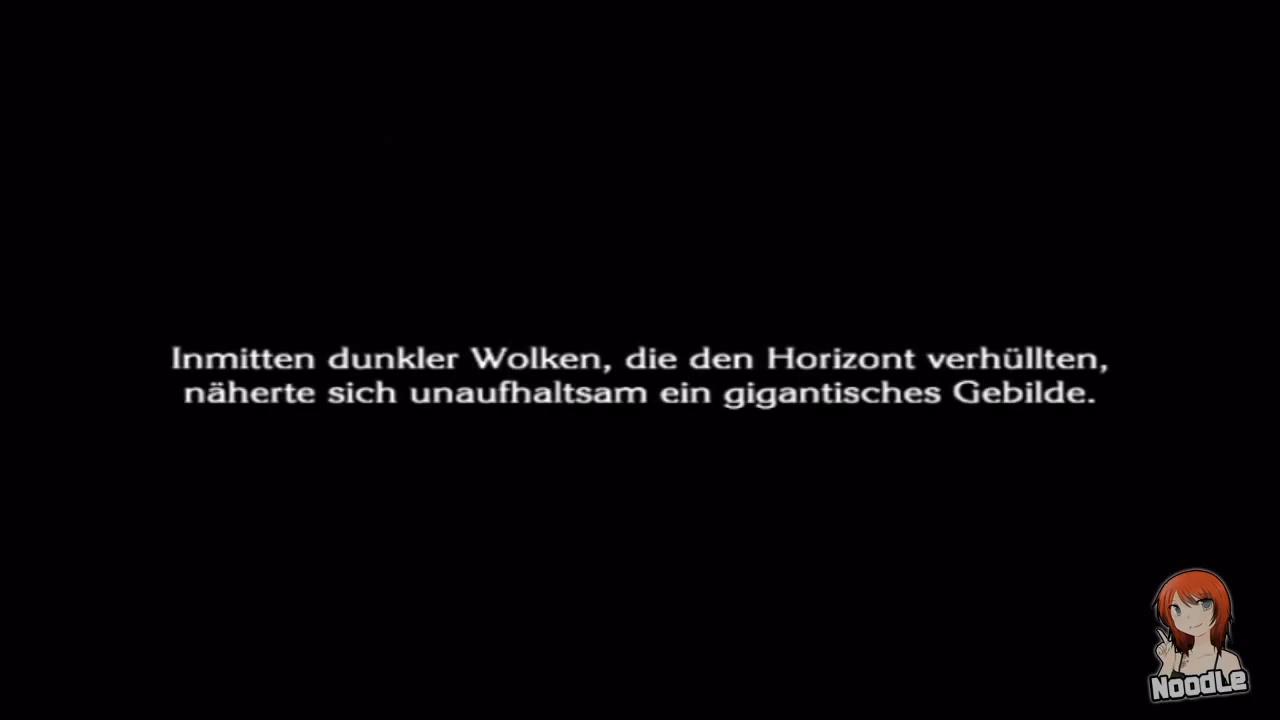 Inmitten dunkler Wolken, die den Horizont verhüllten,
näherte sich unaufhaltsam ein gigantisches Gebilde.
NoodLe